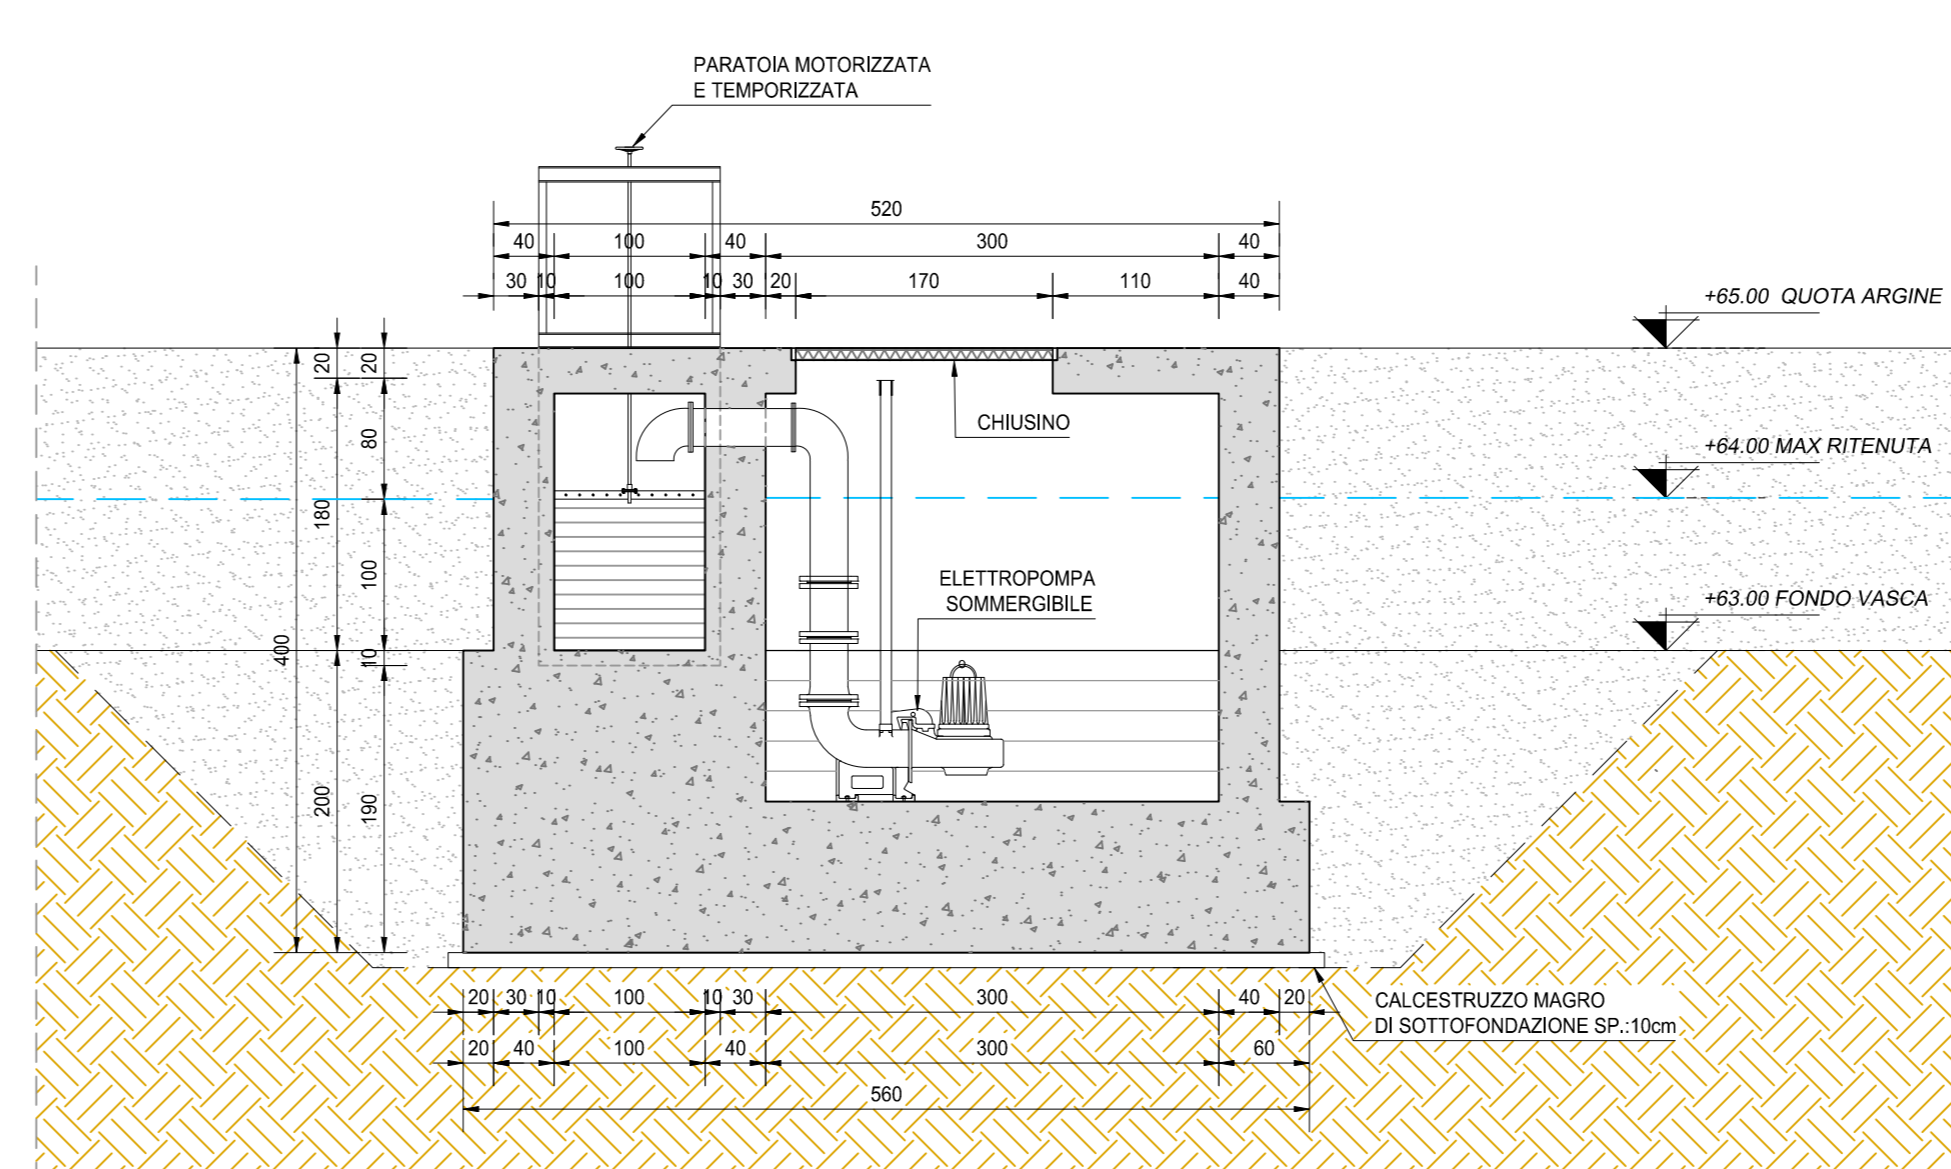 PARATOIA MOTORIZZATA
E TEMPORIZZATA
520
40 100 40 300 40
30 10 100 10 30 20 170 110 40
+65.00 QUOTA ARGINE
20 20
CHIUSINO
80
+64.00 MAX RITENUTA
180
ELETTROPOMPA
SOMMERGIBILE
100
+63.00 FONDO VASCA
400
10
200
190
20 30 10 100 10 30 300 40 20
CALCESTRUZZO MAGRO
DI SOTTOFONDAZIONE SP.:10cm
20 40 100 40 300 60
560